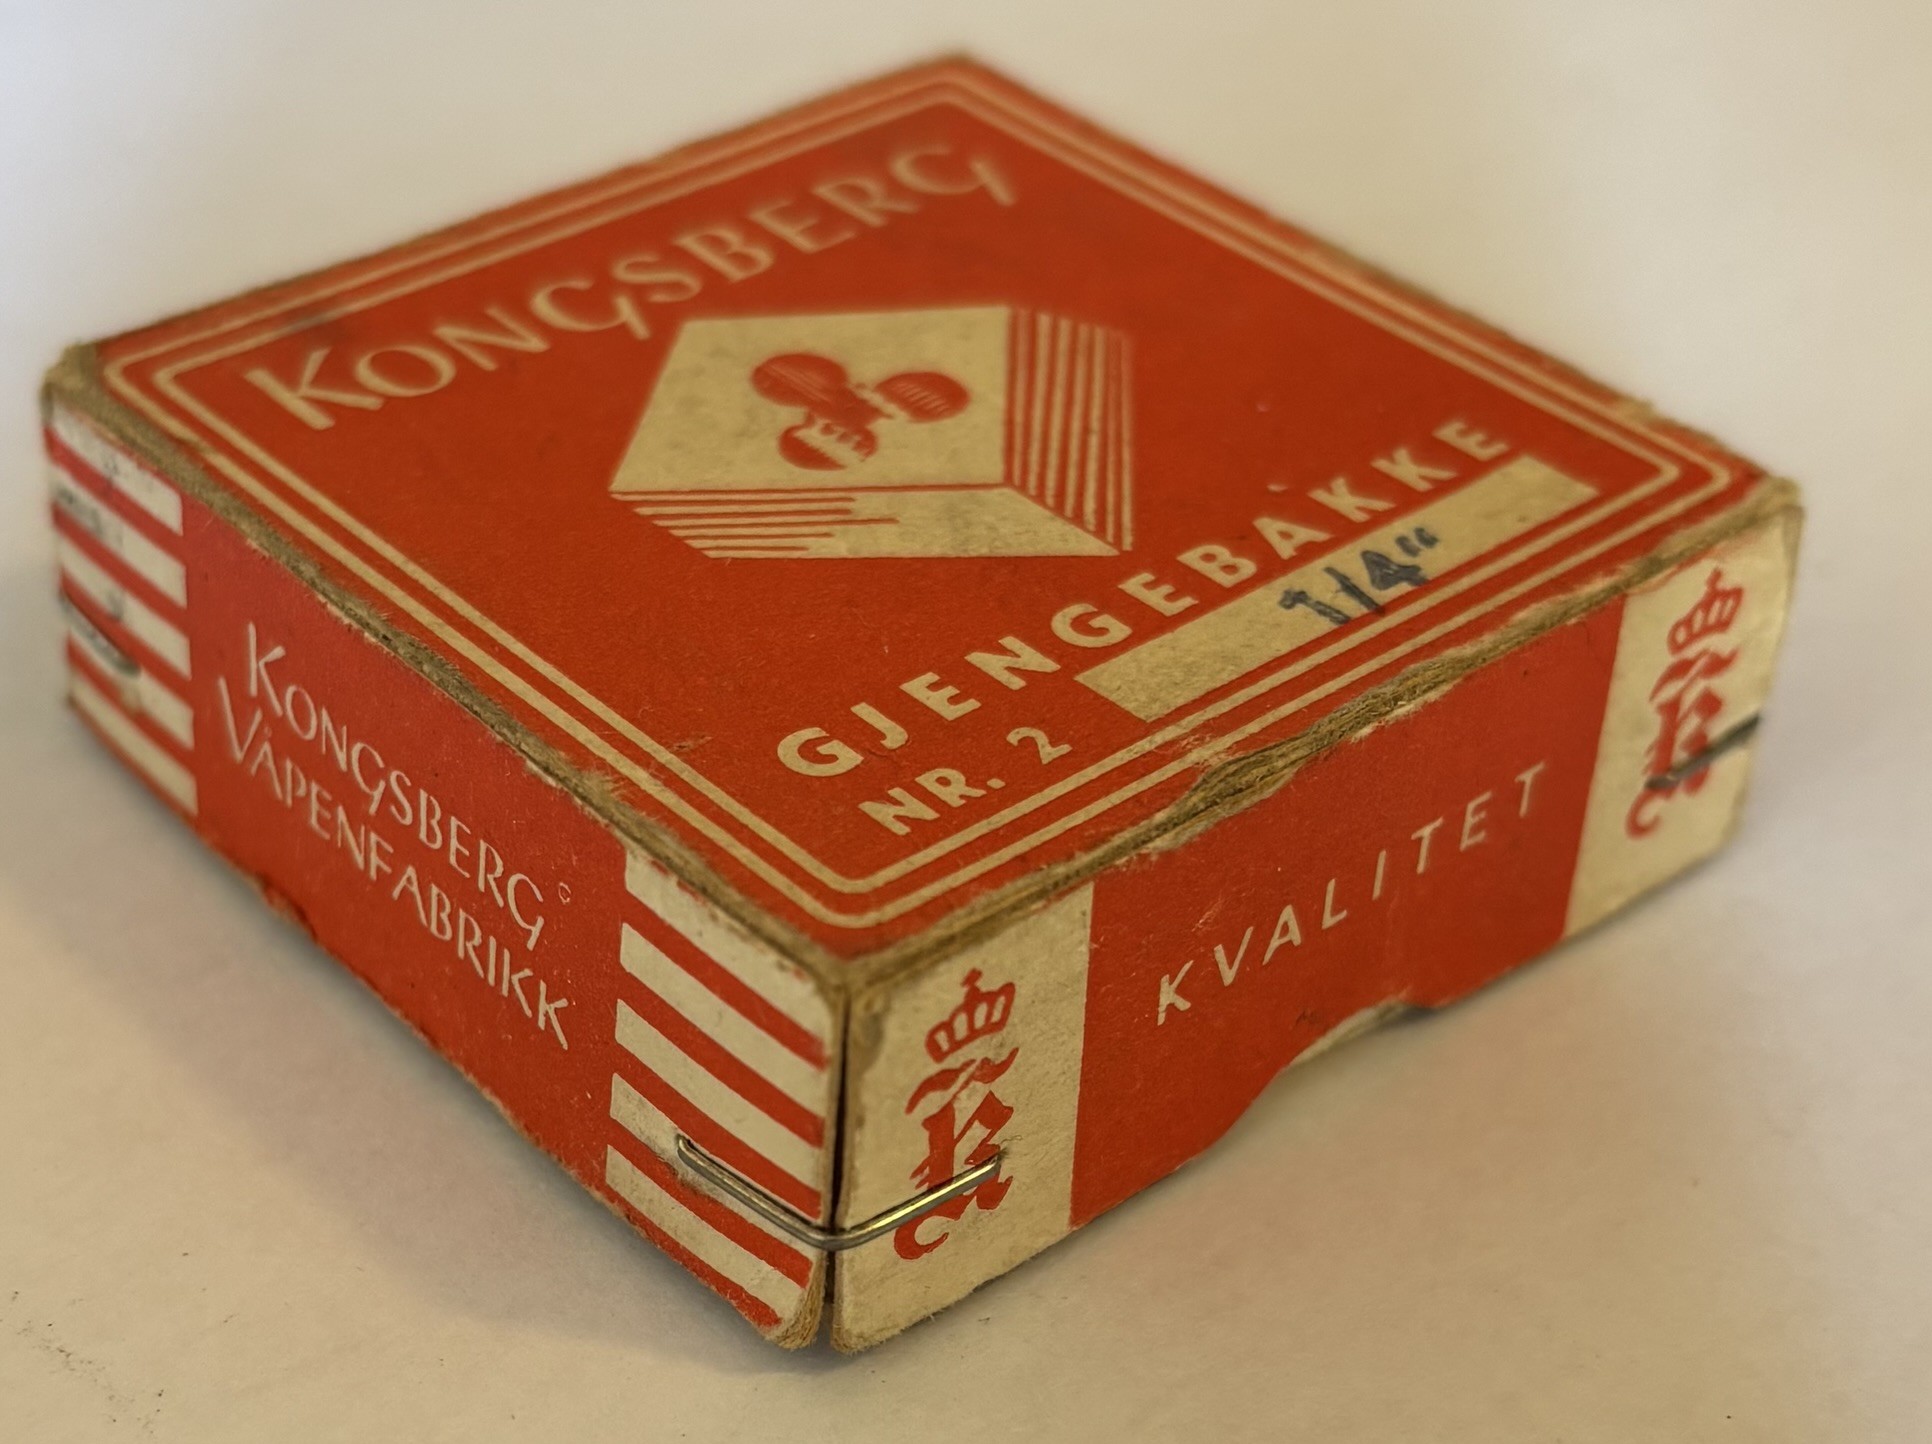 KONGSBERG
GJENGEBAKKE
NR. 2
1/4"
KONGSBERG
VÅPENFABRIKK
KVALITET
K
K